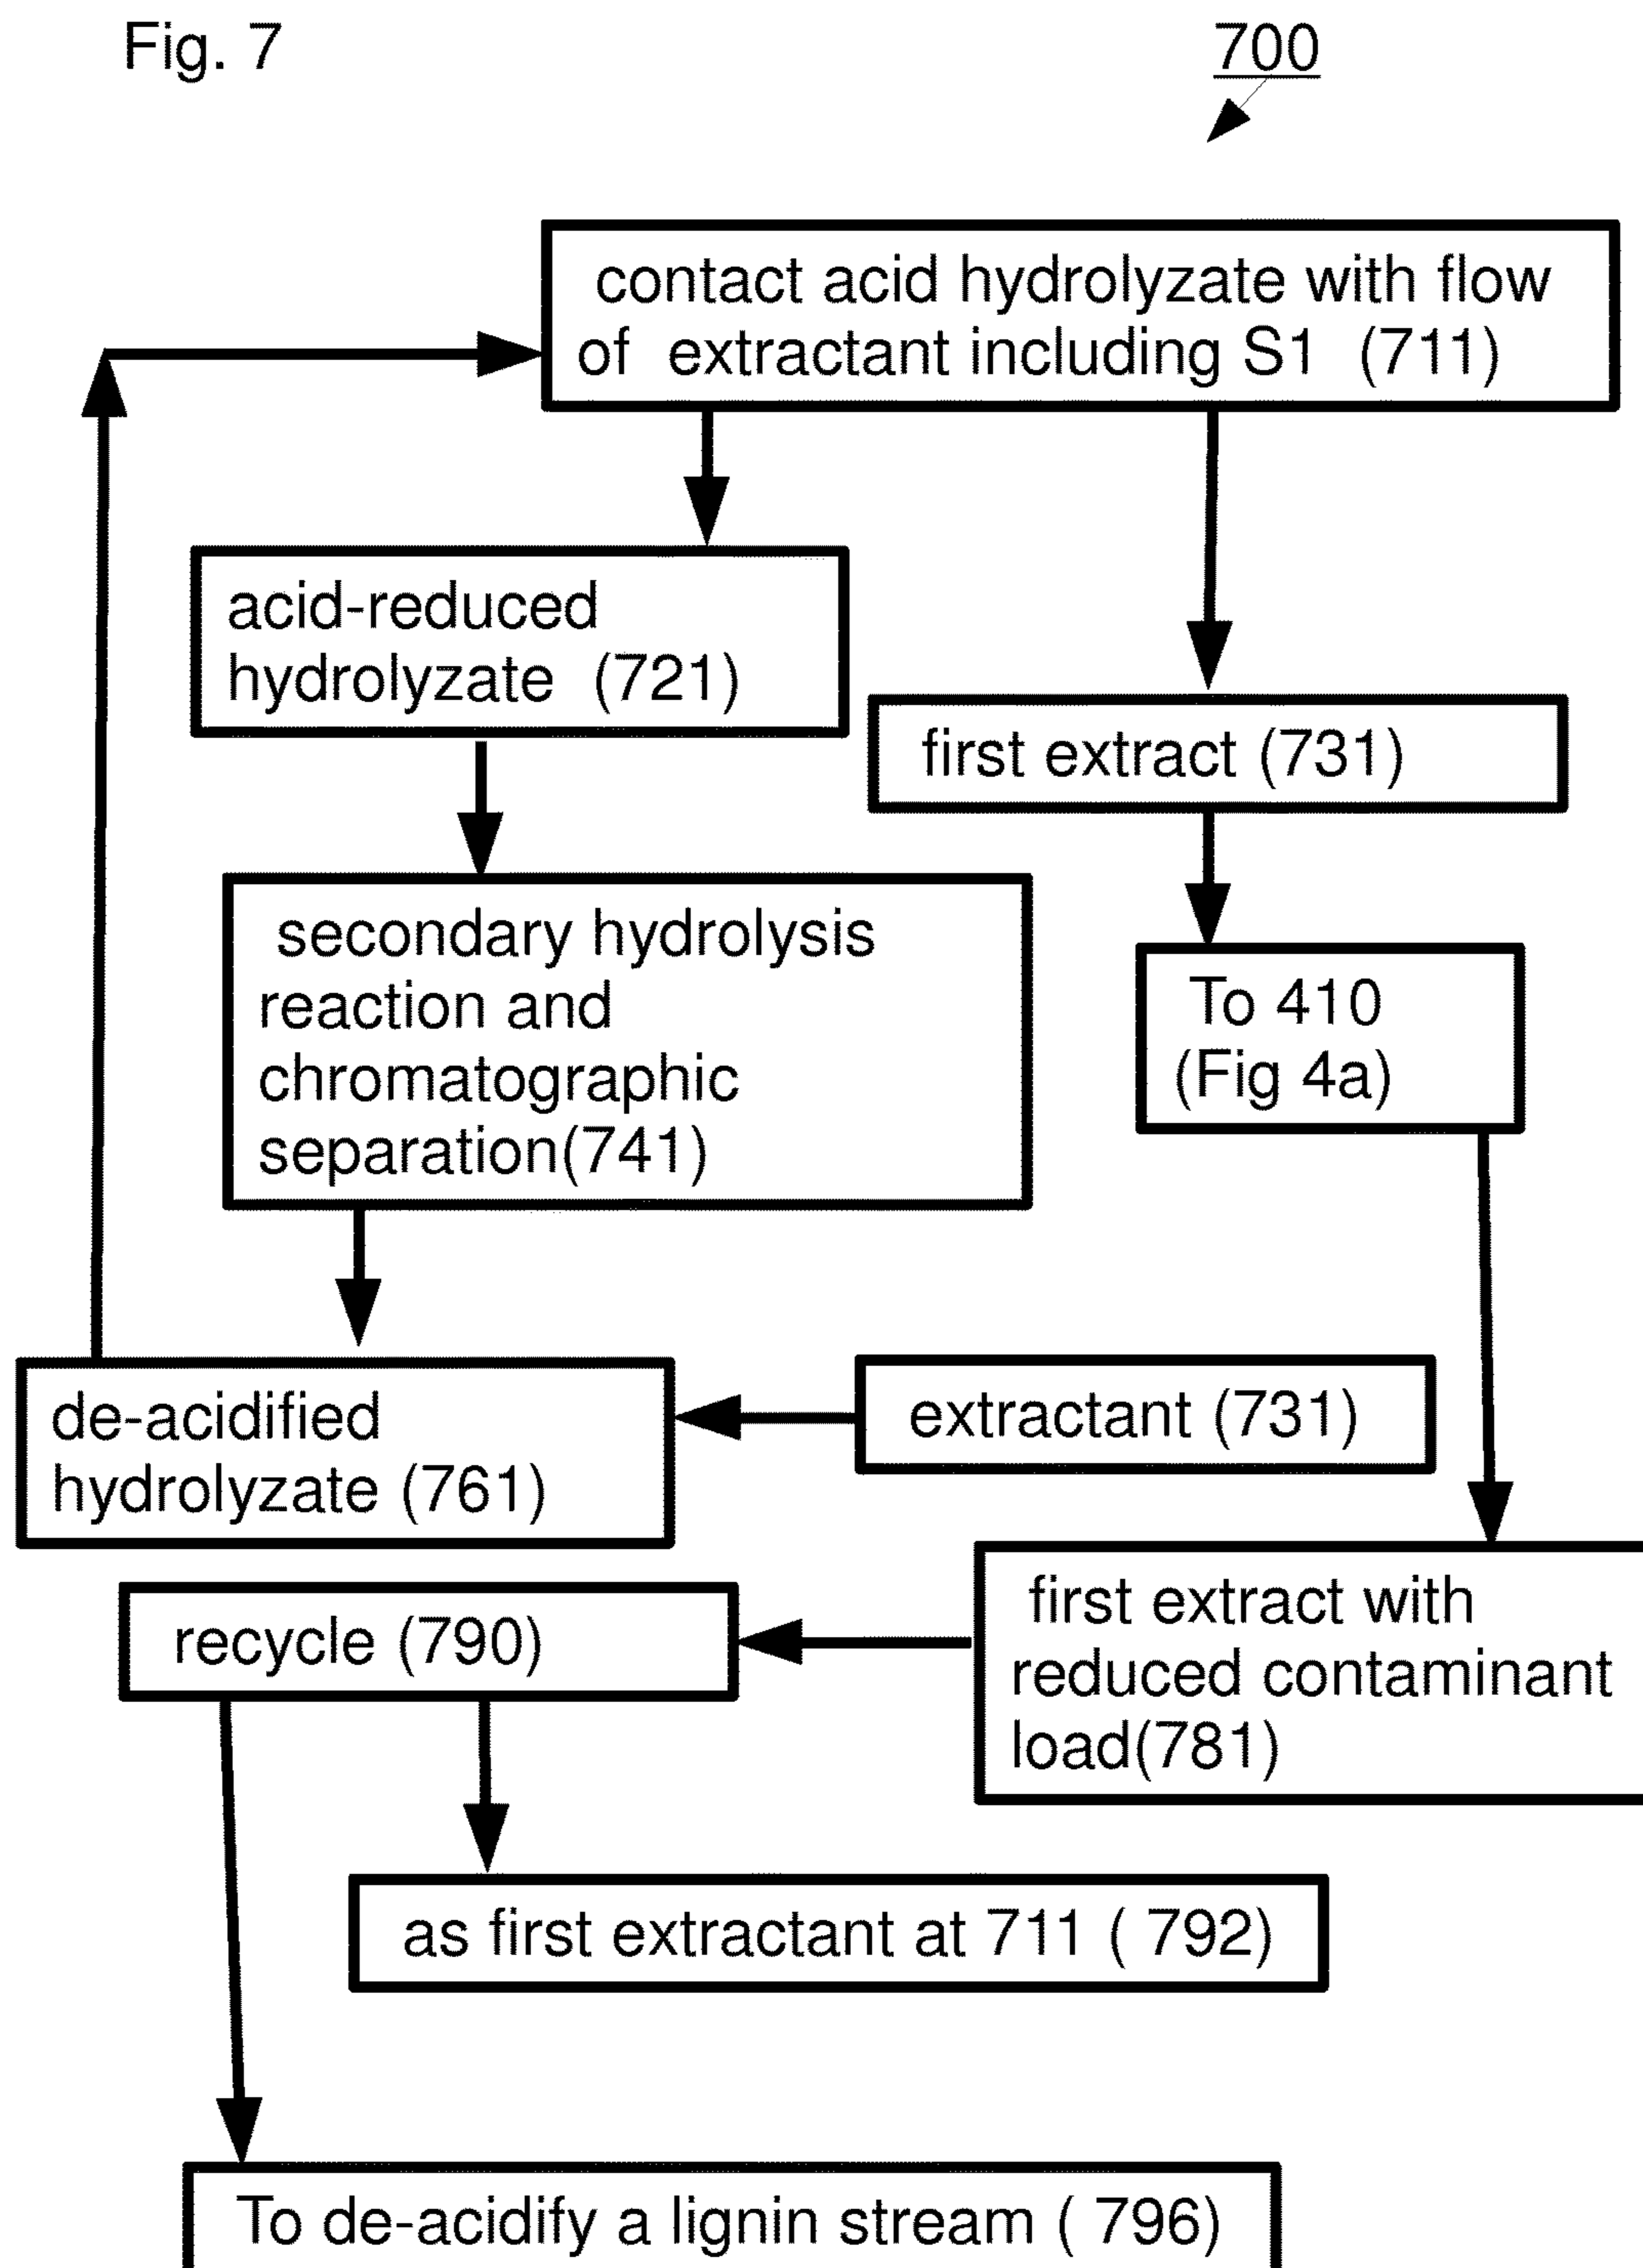 Fig. 7
700
contact acid hydrolyzate with flow
of extractant including S1 (711)
acid-reduced
hydrolyzate (721)
first extract (731)
secondary hydrolysis
reaction and
chromatographic
separation(741)
To 410
(Fig 4a)
de-acidified
hydrolyzate (761)
extractant (731)
first extract with
reduced contaminant
load(781)
recycle (790)
as first extractant at 711 ( 792)
To de-acidify a lignin stream ( 796)